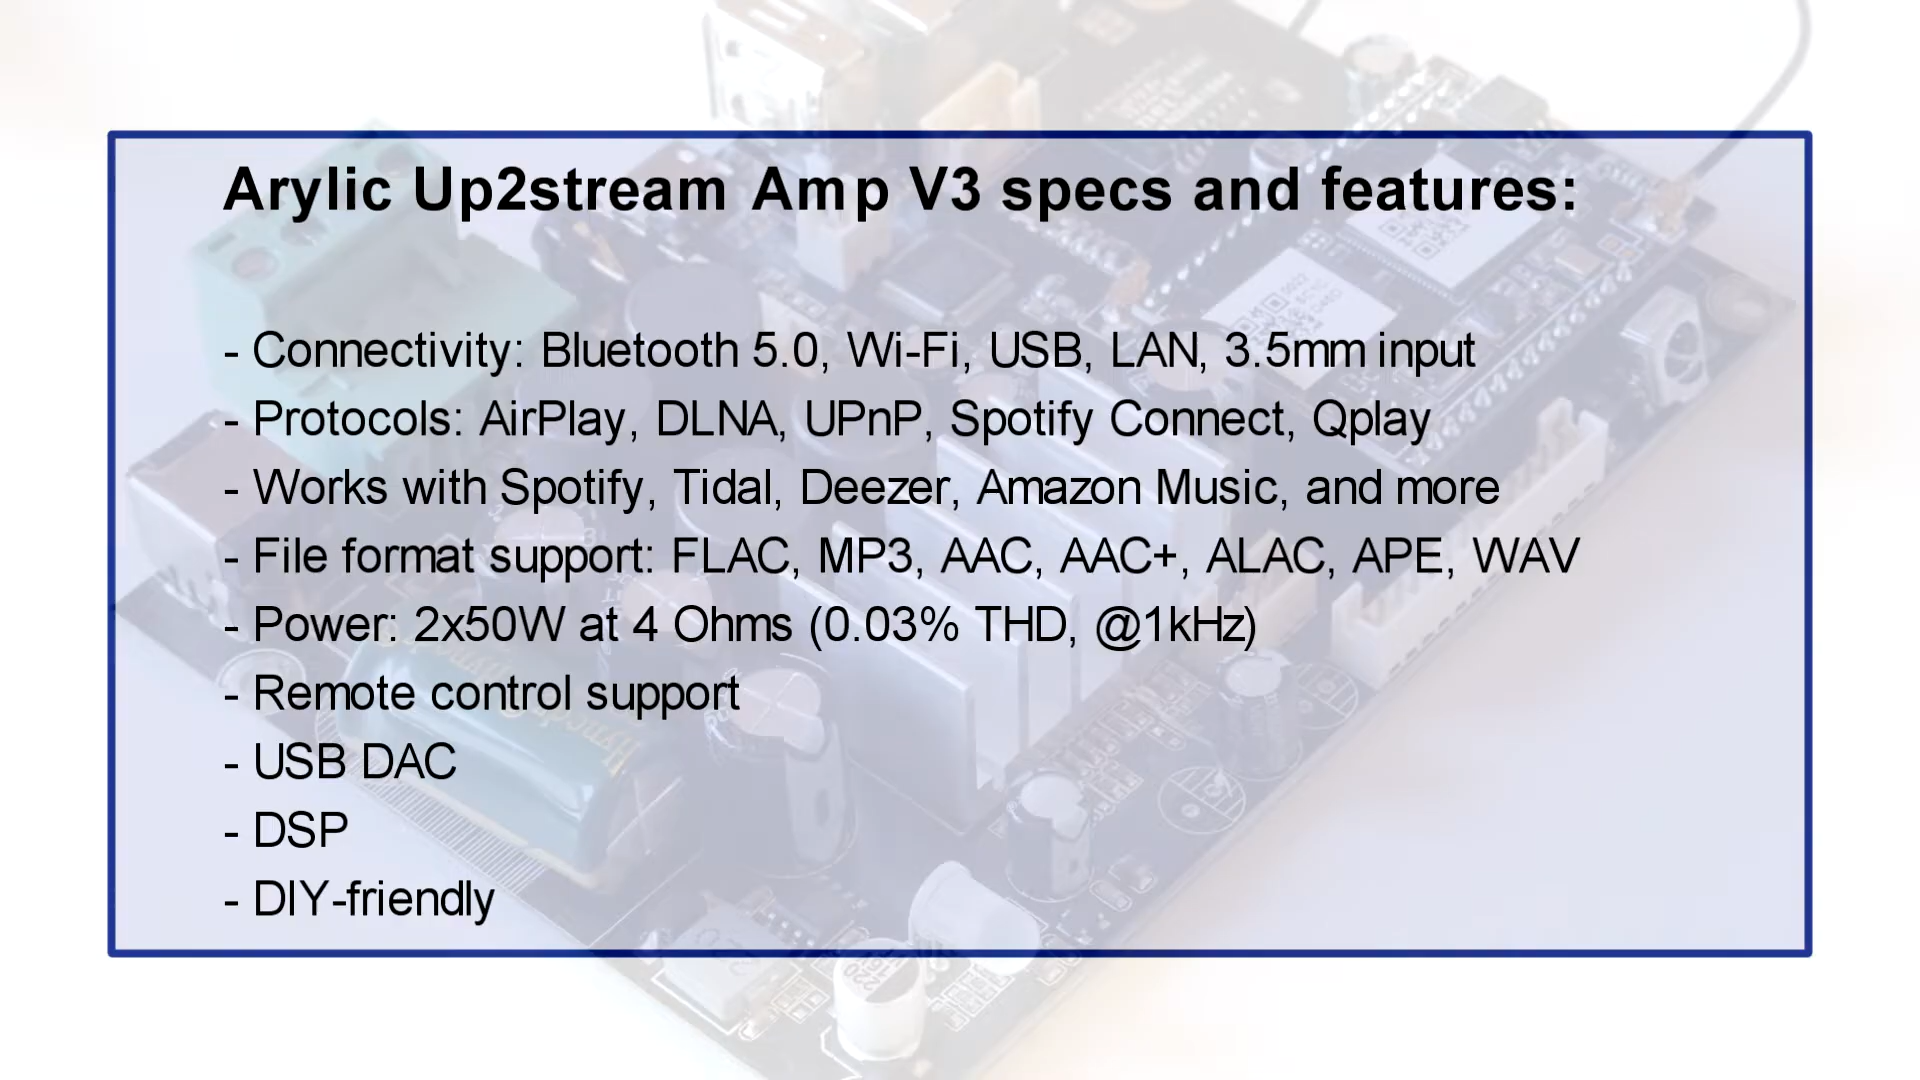 Arylic Up2stream Amp V3 specs and features:
- Connectivity: Bluetooth 5.0, Wi-Fi, USB, LAN, 3.5mm input
- Protocols: AirPlay, DLNA, UPnP, Spotify Connect, Qplay
- Works with Spotify, Tidal, Deezer, Amazon Music, and more
- File format support: FLAC, MP3, AAC, AAC+, ALAC, APE, WAV
- Power: 2x50W at 4 Ohms (0.03% THD, @1kHz)
- Remote control support
- USB DAC
- DSP
- DIY-friendly